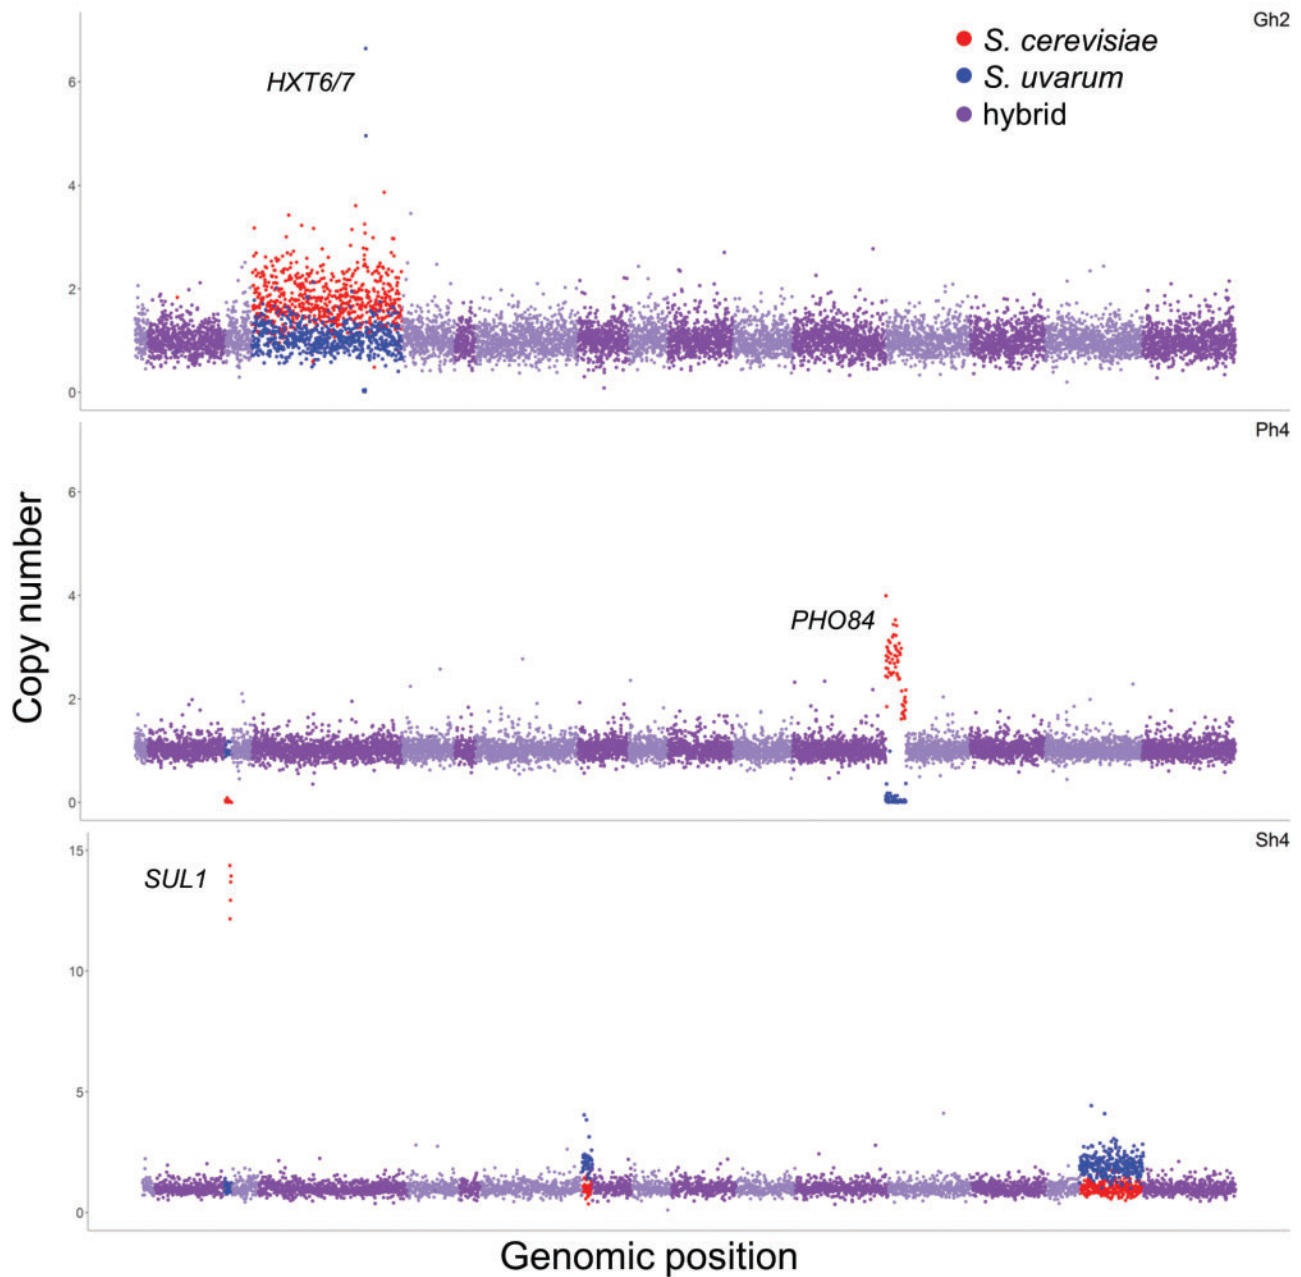 Gh2
S. cerevisiae
S. uvarum
hybrid
HXT6/7
6
4
2
0
Ph4
6
4
2
0
PHO84
Copy number
Sh4
15
10
5
0
SUL1
Genomic position